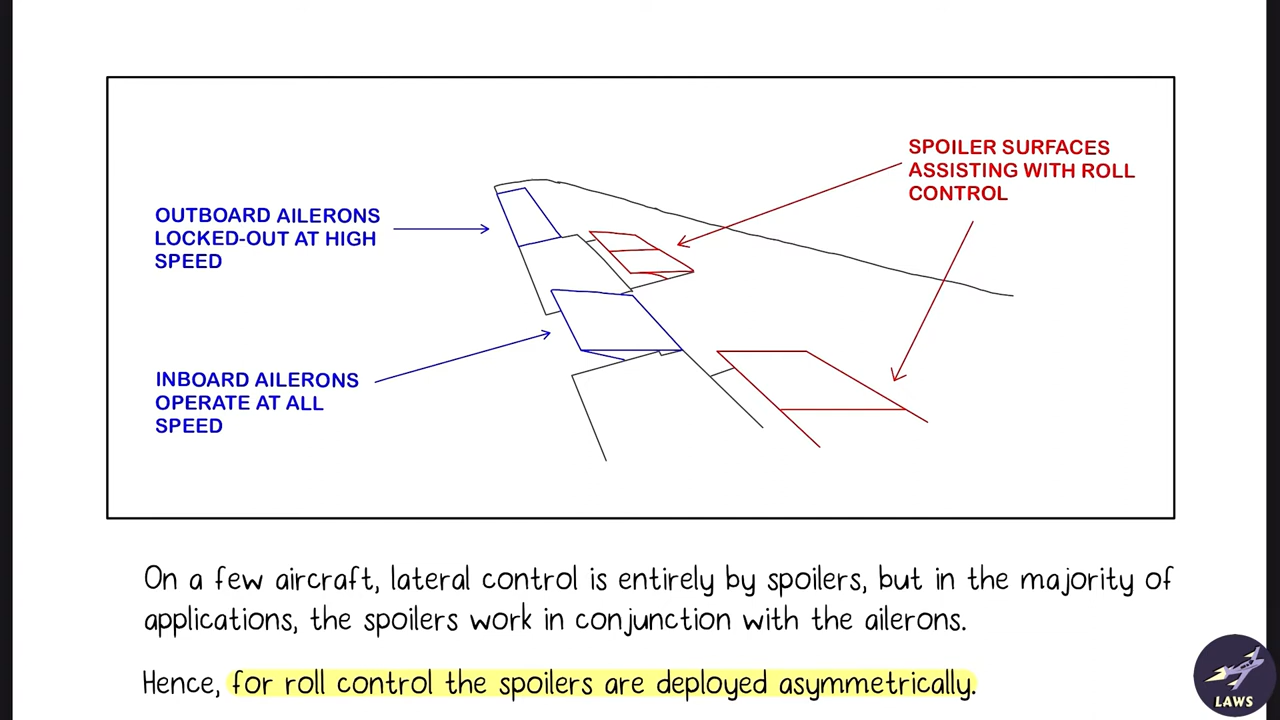 SPOILER SURFACES
ASSISTING WITH ROLL
CONTROL
OUTBOARD AILERONS
LOCKED-OUT AT HIGH
SPEED
INBOARD AILERONS
OPERATE AT ALL
SPEED
On a few aircraft, lateral control is entirely by spoilers, but in the majority of
applications, the spoilers work in conjunction with the ailerons.
Hence, for roll control the spoilers are deployed asymmetrically.
LAWS